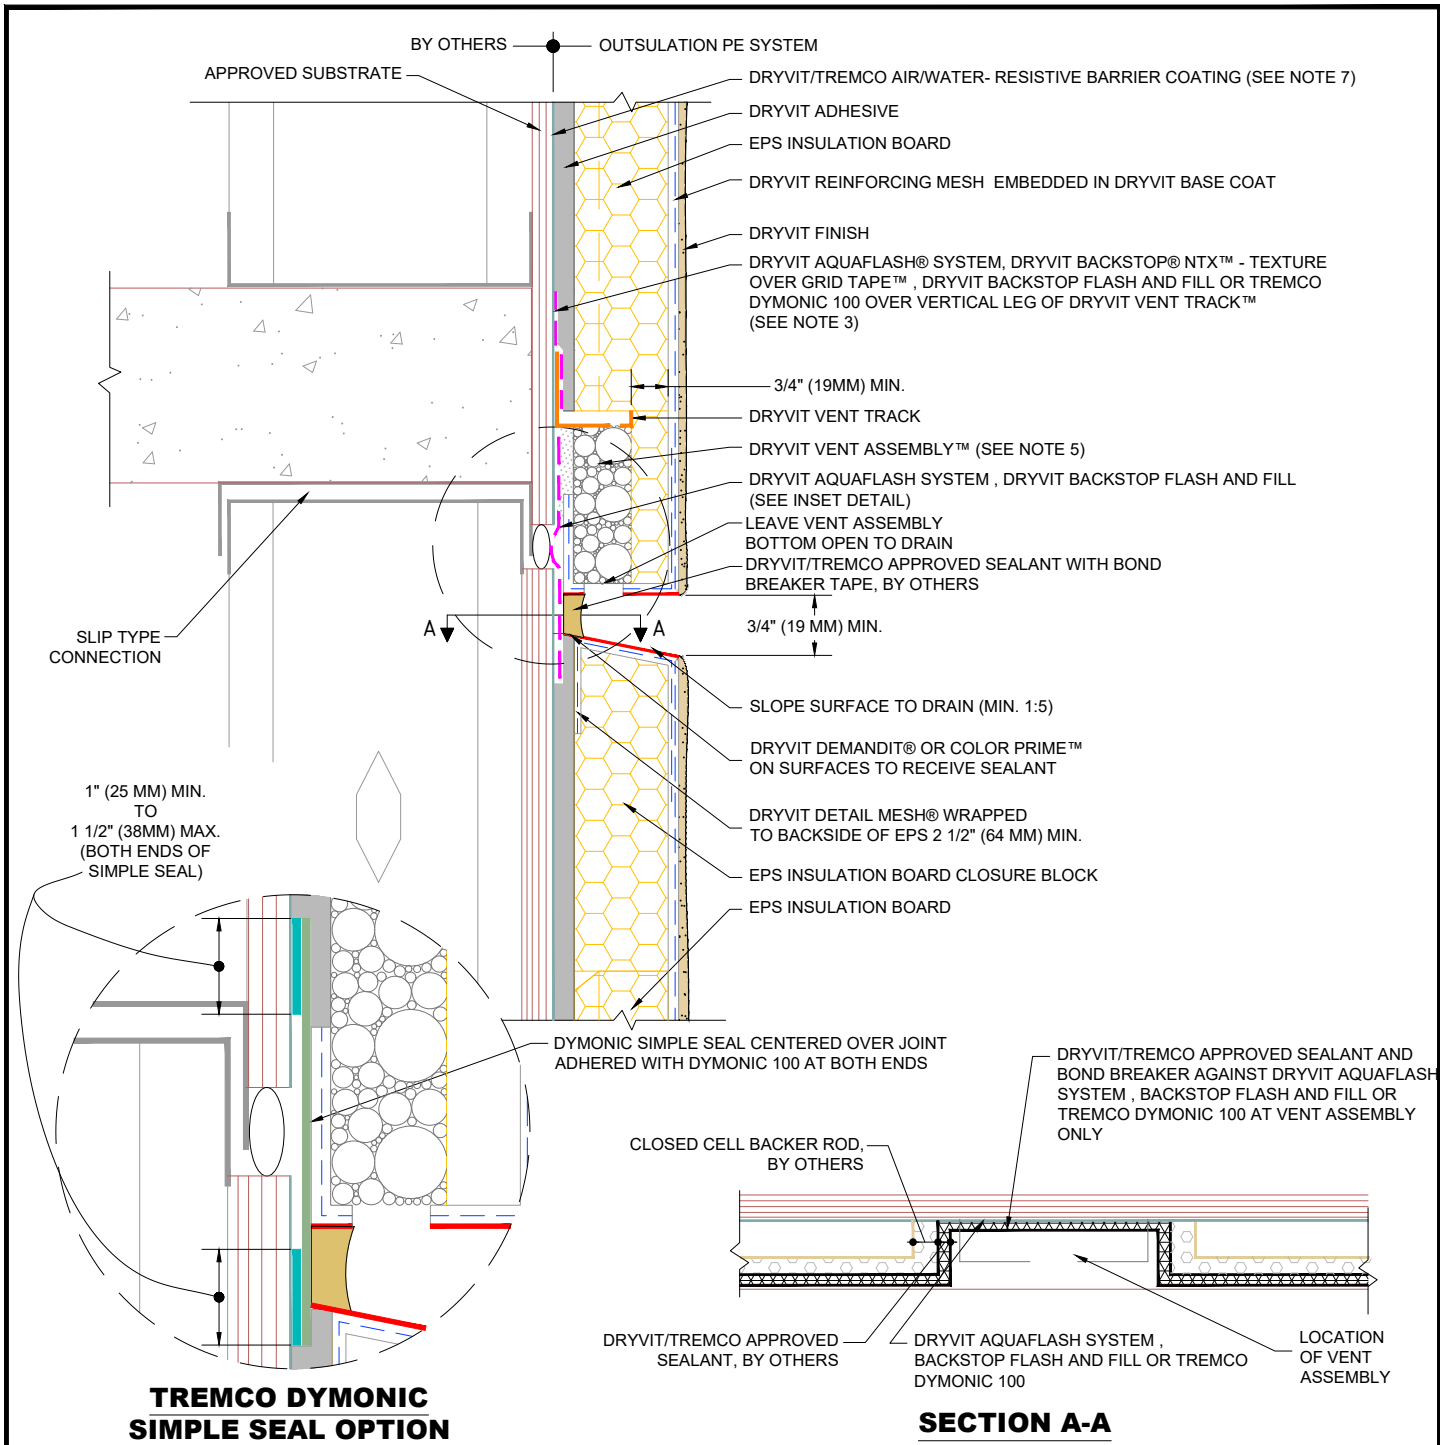 BY OTHERS
OUTSULATION PE SYSTEM
APPROVED SUBSTRATE
DRYVIT/TREMCO AIR/WATER- RESISTIVE BARRIER COATING (SEE NOTE 7)
DRYVIT ADHESIVE
EPS INSULATION BOARD
DRYVIT REINFORCING MESH EMBEDDED IN DRYVIT BASE COAT
DRYVIT FINISH
DRYVIT AQUAFLASH® SYSTEM, DRYVIT BACKSTOP® NTX™ - TEXTURE
OVER GRID TAPE™ , DRYVIT BACKSTOP FLASH AND FILL OR TREMCO
DYMONIC 100 OVER VERTICAL LEG OF DRYVIT VENT TRACK™
(SEE NOTE 3)
3/4" (19MM) MIN.
DRYVIT VENT TRACK
DRYVIT VENT ASSEMBLY™ (SEE NOTE 5)
DRYVIT AQUAFLASH SYSTEM , DRYVIT BACKSTOP FLASH AND FILL
(SEE INSET DETAIL)
LEAVE VENT ASSEMBLY
BOTTOM OPEN TO DRAIN
DRYVIT/TREMCO APPROVED SEALANT WITH BOND
BREAKER TAPE, BY OTHERS
A
A
3/4" (19 MM) MIN.
SLIP TYPE
CONNECTION
SLOPE SURFACE TO DRAIN (MIN. 1:5)
DRYVIT DEMANDIT® OR COLOR PRIME™
ON SURFACES TO RECEIVE SEALANT
1" (25 MM) MIN.
TO
1 1/2" (38MM) MAX.
(BOTH ENDS OF
SIMPLE SEAL)
DRYVIT DETAIL MESH® WRAPPED
TO BACKSIDE OF EPS 2 1/2" (64 MM) MIN.
EPS INSULATION BOARD CLOSURE BLOCK
EPS INSULATION BOARD
DYMONIC SIMPLE SEAL CENTERED OVER JOINT
ADHERED WITH DYMONIC 100 AT BOTH ENDS
DRYVIT/TREMCO APPROVED SEALANT AND
BOND BREAKER AGAINST DRYVIT AQUAFLASH
SYSTEM , BACKSTOP FLASH AND FILL OR
TREMCO DYMONIC 100 AT VENT ASSEMBLY
ONLY
CLOSED CELL BACKER ROD,
BY OTHERS
DRYVIT/TREMCO APPROVED
SEALANT, BY OTHERS
DRYVIT AQUAFLASH SYSTEM ,
BACKSTOP FLASH AND FILL OR TREMCO
DYMONIC 100
LOCATION
OF VENT
ASSEMBLY
TREMCO DYMONIC
SIMPLE SEAL OPTION
SECTION A-A